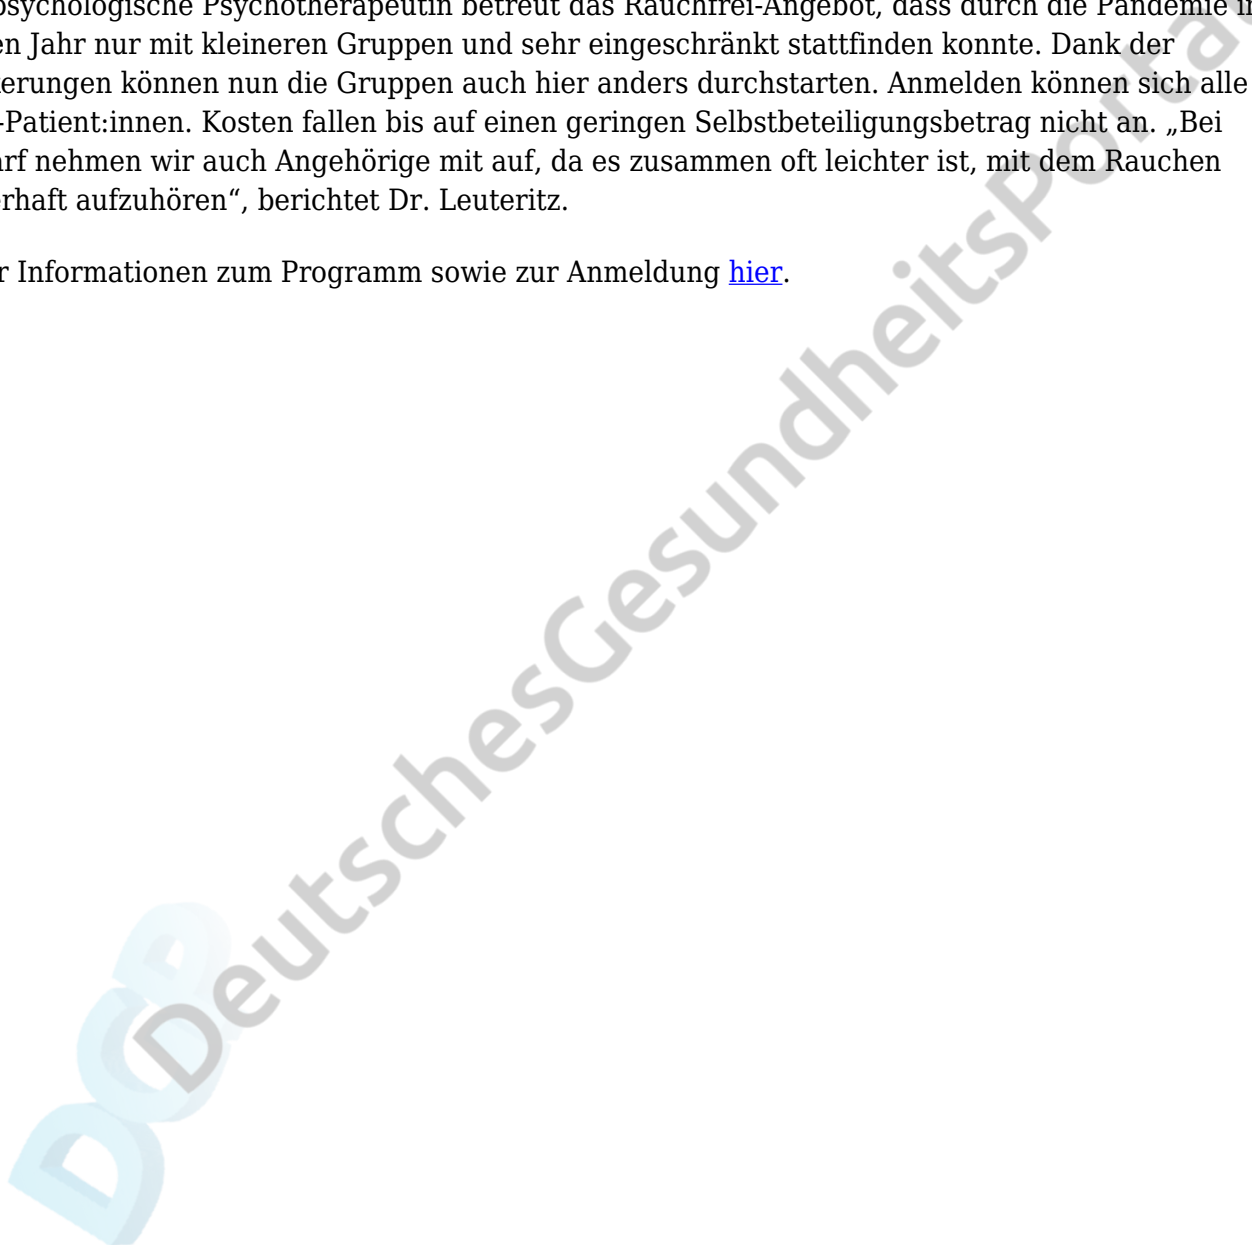 psychologische Psychotherapeutin betreut das Rauchfrei-Angebot, dass durch die Pandemie
en Jahr nur mit kleineren Gruppen und sehr eingeschränkt stattfinden konnte. Dank der
erungen können nun die Gruppen auch hier anders durchstarten. Anmelden können sich alle
-Patient:innen. Kosten fallen bis auf einen geringen Selbstbeteiligungsbetrag nicht an. „Bei
arf nehmen wir auch Angehörige mit auf, da es zusammen oft leichter ist, mit dem Rauchen
erhaft aufzuhören“, berichtet Dr. Leuteritz.
r Informationen zum Programm sowie zur Anmeldung hier.
DeutschesGesundheitsPorta
DGP